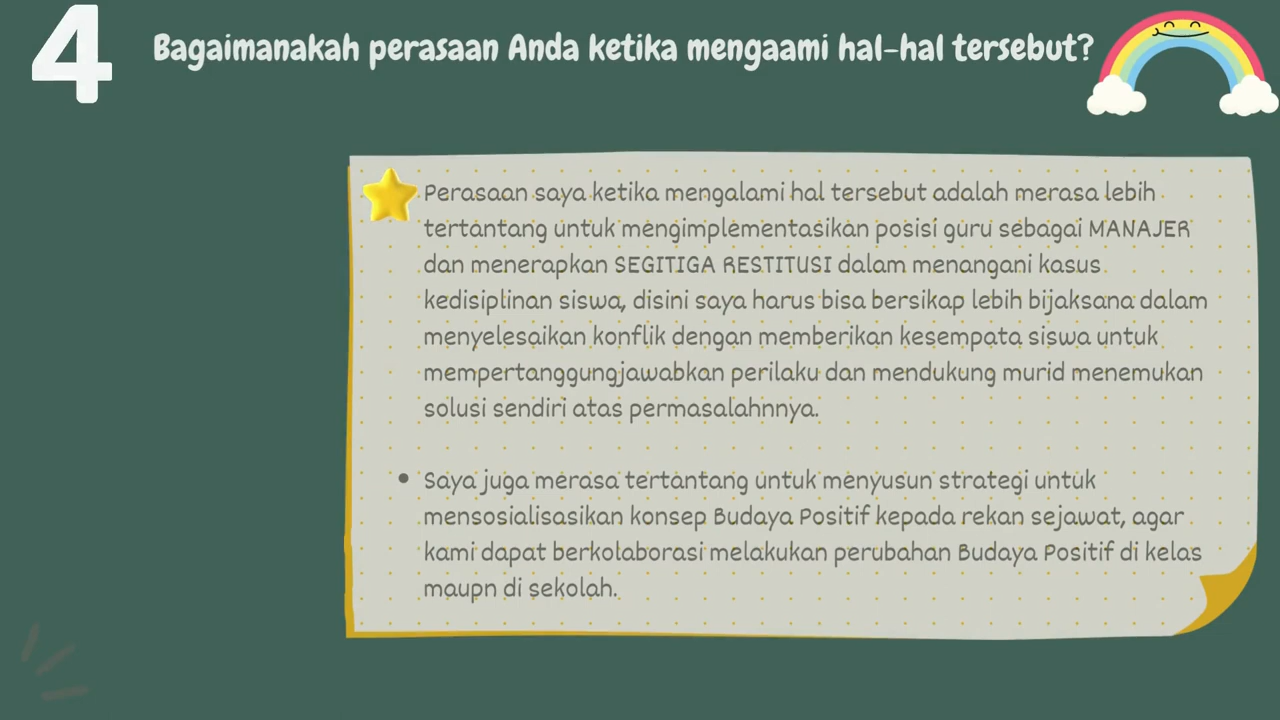 4
Bagaimanakah perasaan Anda ketika mengaami hal-hal tersebut?
Perasaan saya ketika mengalami hal tersebut adalah merasa lebih
tertantang untuk mengimplementasikan posisi guru sebagai MANAJER
dan menerapkan SEGITIGA RESTITUSI dalam menangani kasus
kedisiplinan siswa, disini saya harus bisa bersikap lebih bijaksana dalam
menyelesaikan konflik dengan memberikan kesempata siswa untuk
mempertanggungjawabkan perilaku dan mendukung murid menemukan
solusi sendiri atas permasalahnnya.
• Saya juga merasa tertantang untuk menyusun strategi untuk
mensosialisasikan konsep Budaya Positif kepada rekan sejawat, agar
kami dapat berkolaborasi melakukan perubahan Budaya Positif di kelas
maupn di sekolah.